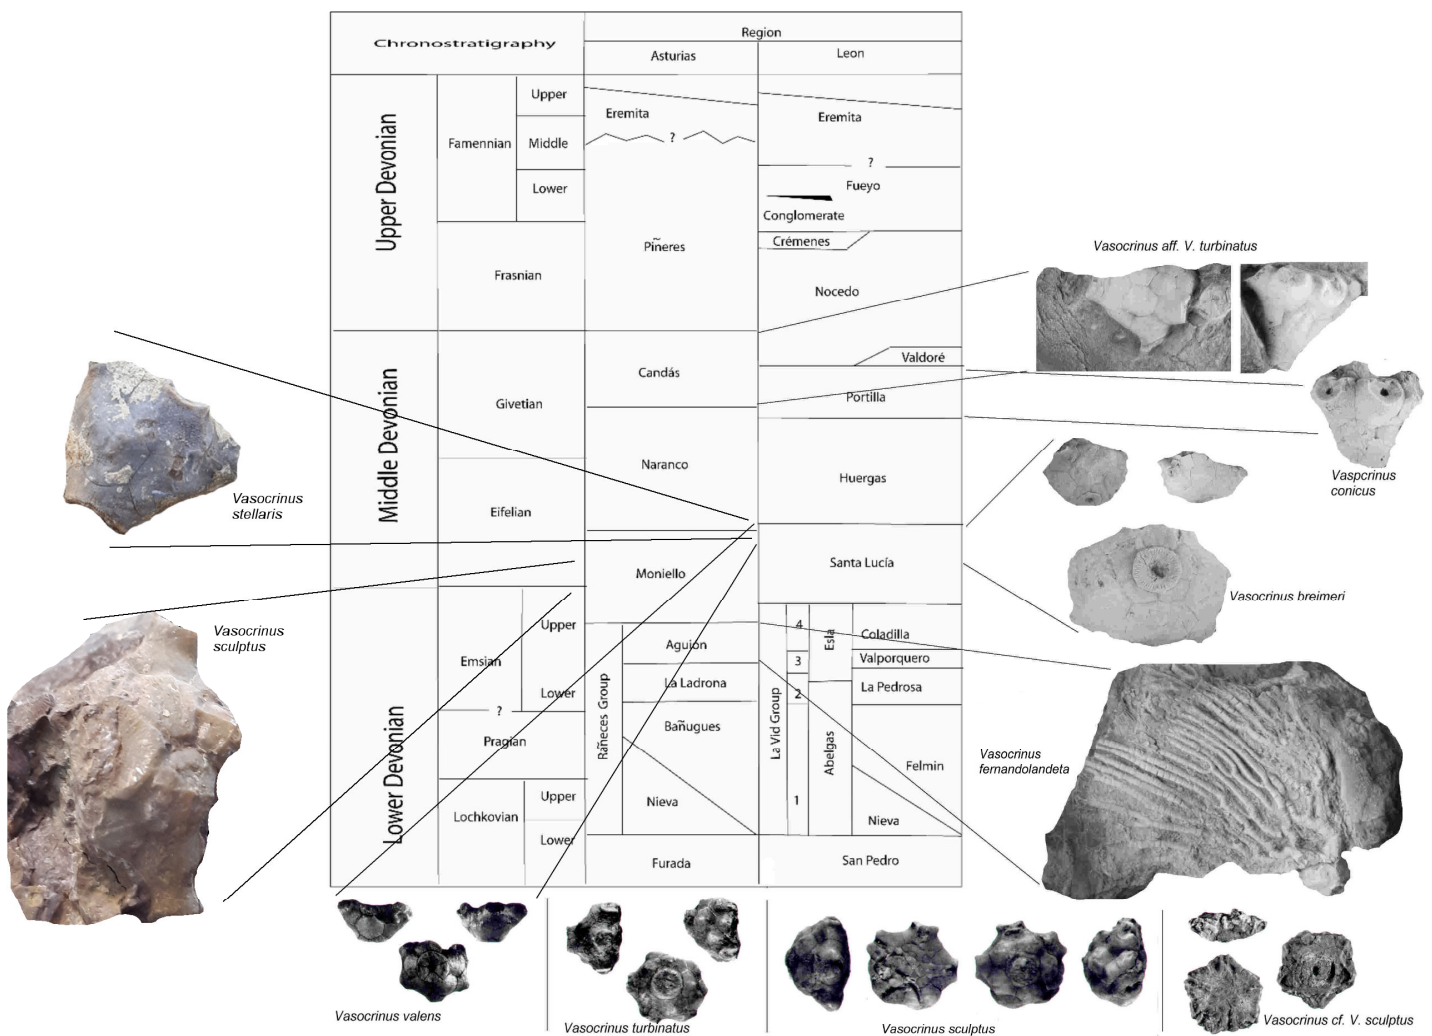 Region
Chronostratigraphy
Asturias
Leon
Upper Devonian
Famennian
Upper
Middle
Lower
Eremita
?
Eremita
?
Fueyo
Conglomerate
Crémenes
Piñeres
Frasnian
Nocedo
Vasocrinus aff. V. turbinatus
Middle Devonian
Givetian
Candás
Valdoré
Portilla
Naranco
Huergas
Eifelian
Vasocrinus
stellaris
Vaspcrinus
conicus
Moniello
Santa Lucía
Vasocrinus breimeri
Vasocrinus
sculptus
Lower Devonian
Emsian
Upper
Lower
?
Pragian
Lochkovian
Upper
Lower
Rañeces Group
Aguión
La Ladrona
Bañugues
Nieva
Furada
La Vid Group
4
3
2
1
Esla
Abelgas
Coladilla
Valporquero
La Pedrosa
Felmin
Nieva
San Pedro
Vasocrinus
fernandolandeta
Vasocrinus valens
Vasocrinus turbinatus
Vasocrinus sculptus
Vasocrinus cf. V. sculptus